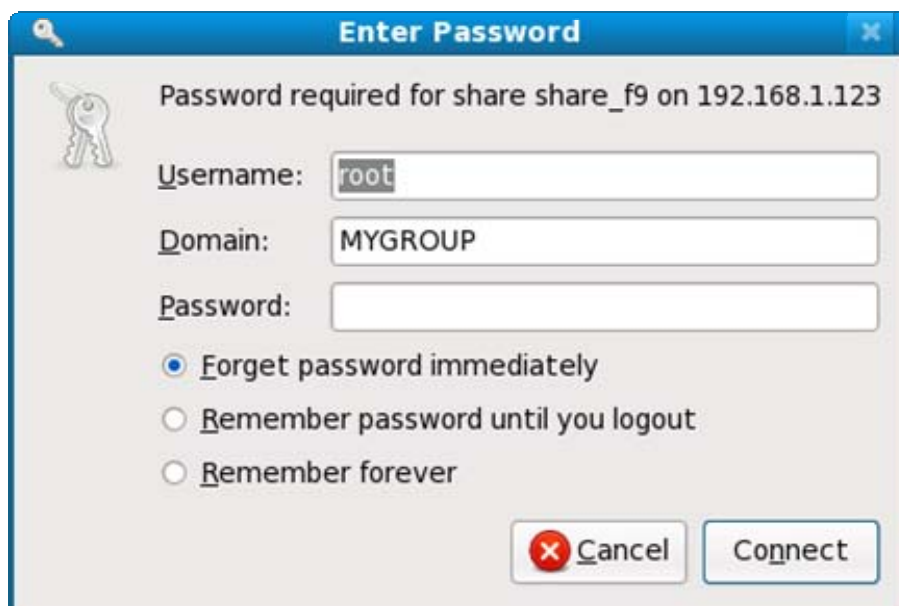 Enter Password
Password required for share share_f9 on 192.168.1.123
Username: root
Domain: MYGROUP
Password:
Forget password immediately
Remember password until you logout
Remember forever
Cancel Connect